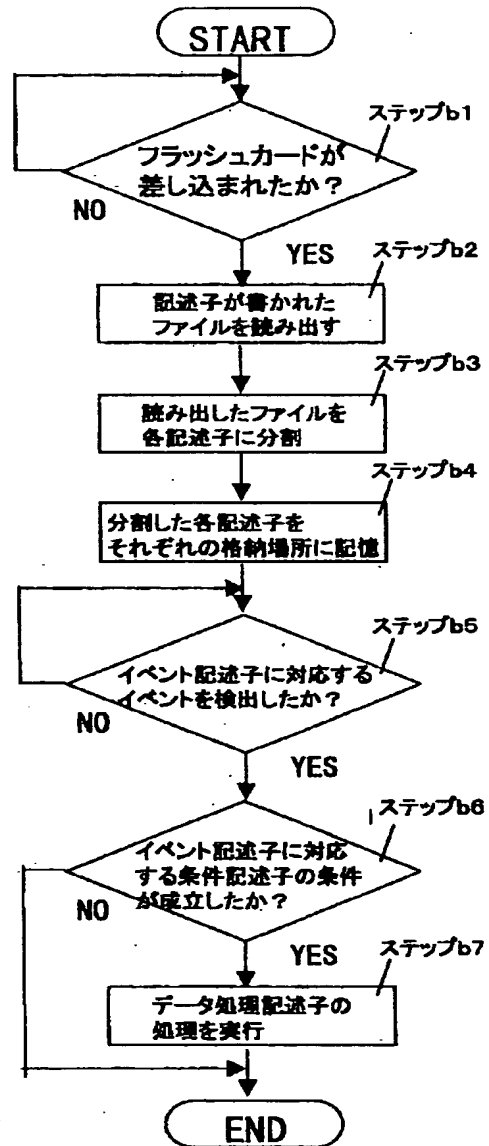 START
ステップb1
フラッシュカードが
差し込まれたか？
NO
YES
ステップb2
記述子が書かれた
ファイルを読み出す
ステップb3
読み出したファイルを
各記述子に分割
ステップb4
分割した各記述子を
それぞれの格納場所に記憶
ステップb5
イベント記述子に対応する
イベントを検出したか？
NO
YES
ステップb6
イベント記述子に対応
する条件記述子の条件
が成立したか？
NO
YES
ステップb7
データ処理記述子の
処理を実行
END